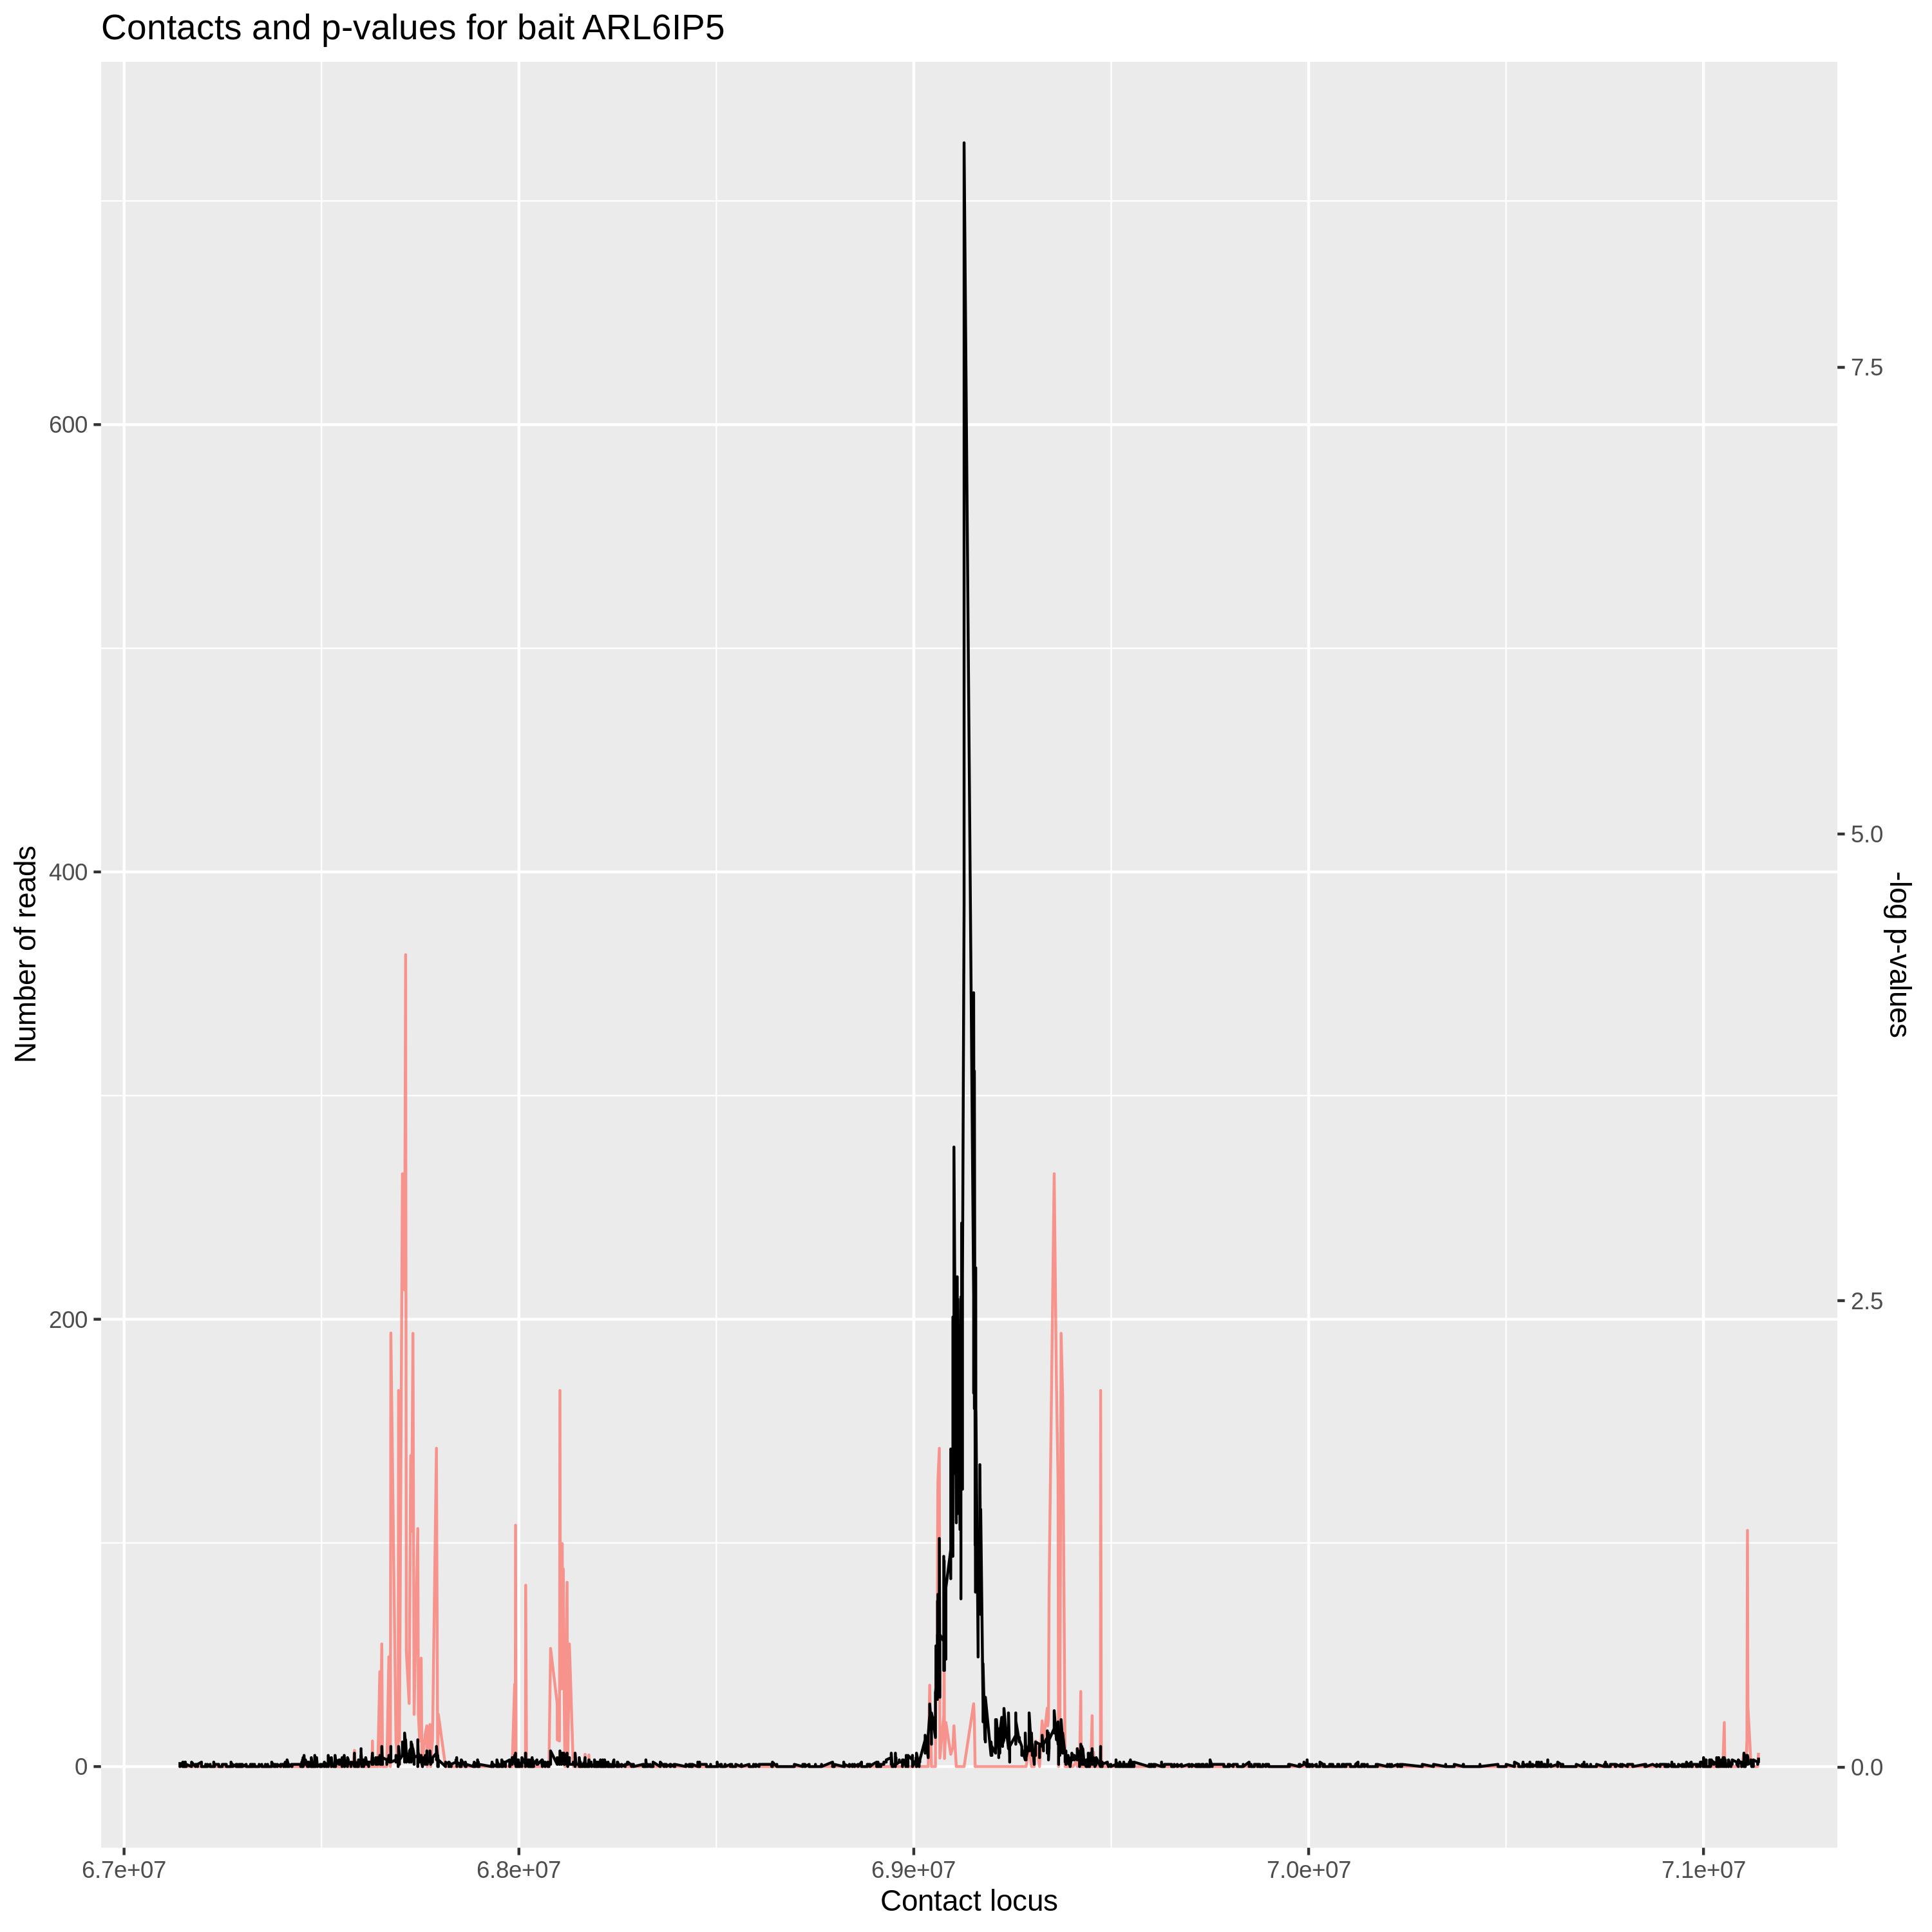 Contacts and p-values for bait ARL6IP5
Number of reads
600
400
200
0
7.5
5.0
2.5
0.0
-log p-values
6.7e+07
6.8e+07
6.9e+07
7.0e+07
7.1e+07
Contact locus